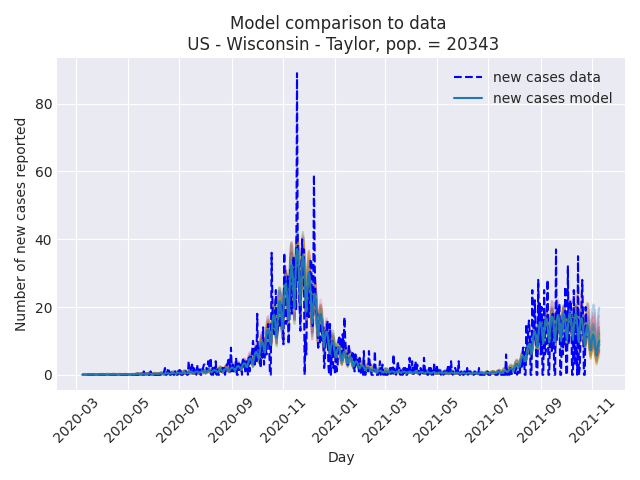 Model comparison to data
US - Wisconsin - Taylor, pop. = 20343
new cases data
new cases model
Number of new cases reported
80
60
40
20
0
2020-03
2020-05
2020-07
2020-09
2020-11
2021-01
2021-03
2021-05
2021-07
2021-09
2021-11
Day